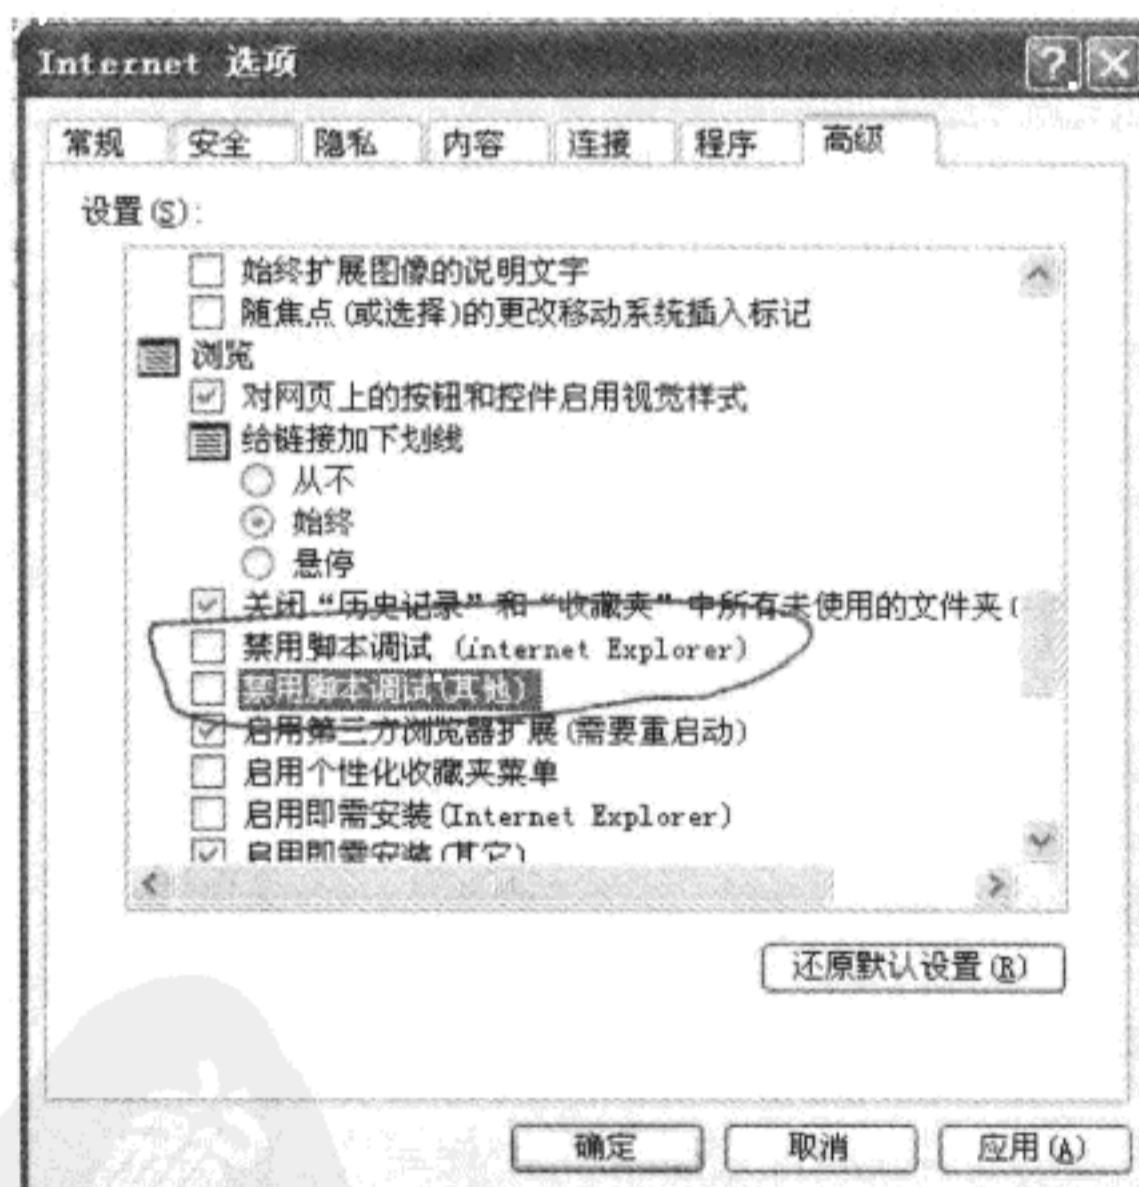 Internet 选项
常规 安全 隐私 内容 连接 程序 高级
设置(S):
始终扩展图像的说明文字
随焦点(或选择)的更改移动系统插入标记
浏览
对网页上的按钮和控件启用视觉样式
给链接加下划线
从不
始终
悬停
关闭“历史记录”和“收藏夹”中所有未使用的文件夹(
禁用脚本调试 (internet Explorer)
禁用脚本调试(其他)
启用第三方浏览器扩展(需要重启动)
启用个性化收藏夹菜单
启用即需安装(Internet Explorer)
启用即需安装(其它)
还原默认设置(R)
确定 取消 应用(A)